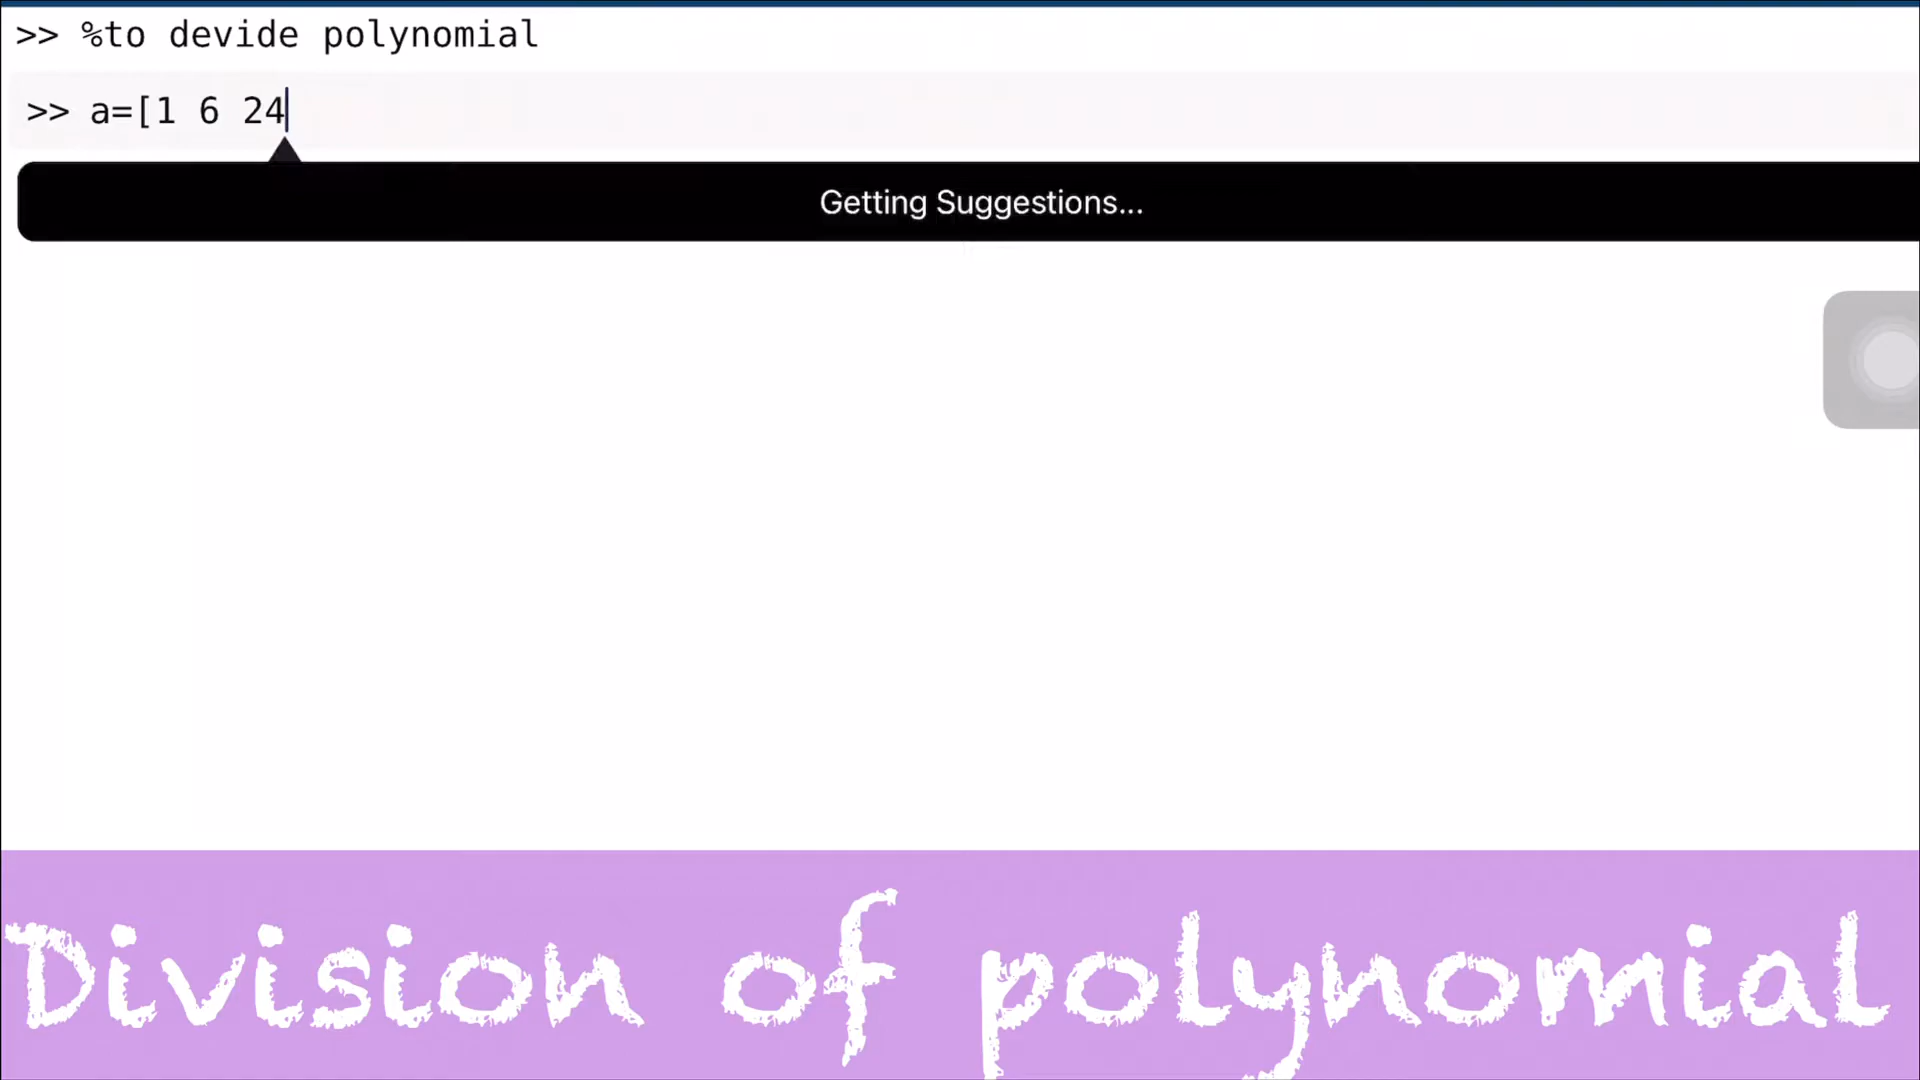 >> %to devide polynomial
>> a=[1 6 24
Getting Suggestions...
Division of polynomial